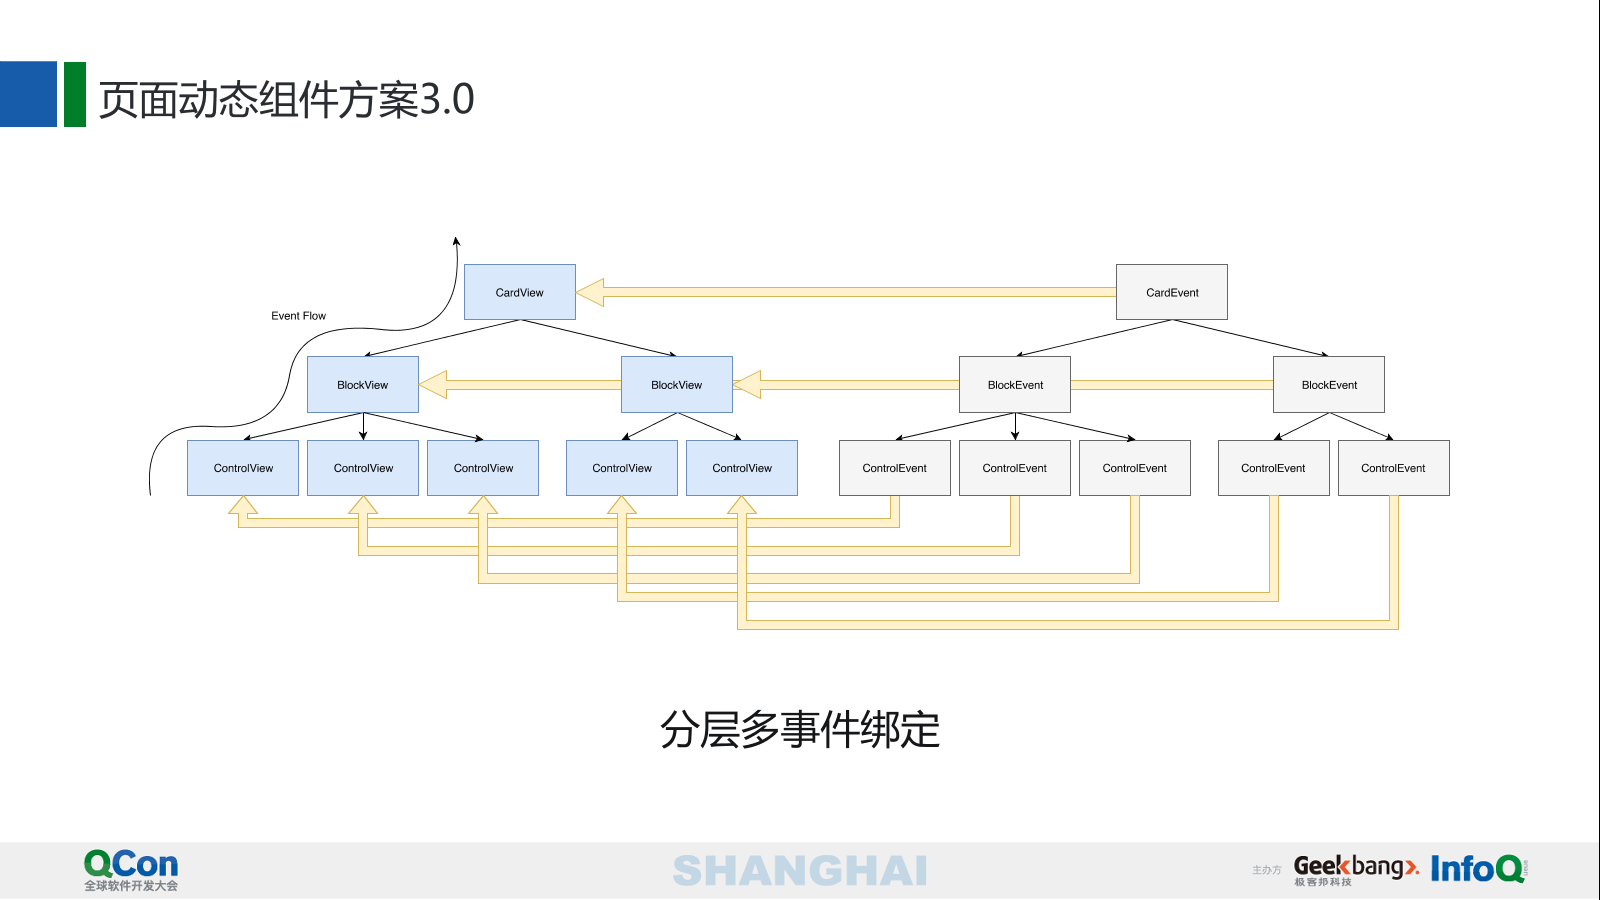 页面动态组件方案3.0
Event Flow
CardView
CardEvent
BlockView
BlockView
BlockEvent
BlockEvent
ControlView
ControlView
ControlView
ControlView
ControlView
ControlEvent
ControlEvent
ControlEvent
ControlEvent
ControlEvent
分层多事件绑定
QCon
全球软件开发大会
SHANGHAI
主办方
Geekbang>.
极客邦科技
InfoQ